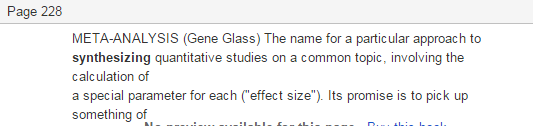 Page 228
META-ANALYSIS (Gene Glass) The name for a particular approach to
synthesizing quantitative studies on a common topic, involving the
calculation of
a special parameter for each ("effect size"). Its promise is to pick up
something of
No preview available for this page. Buy this book